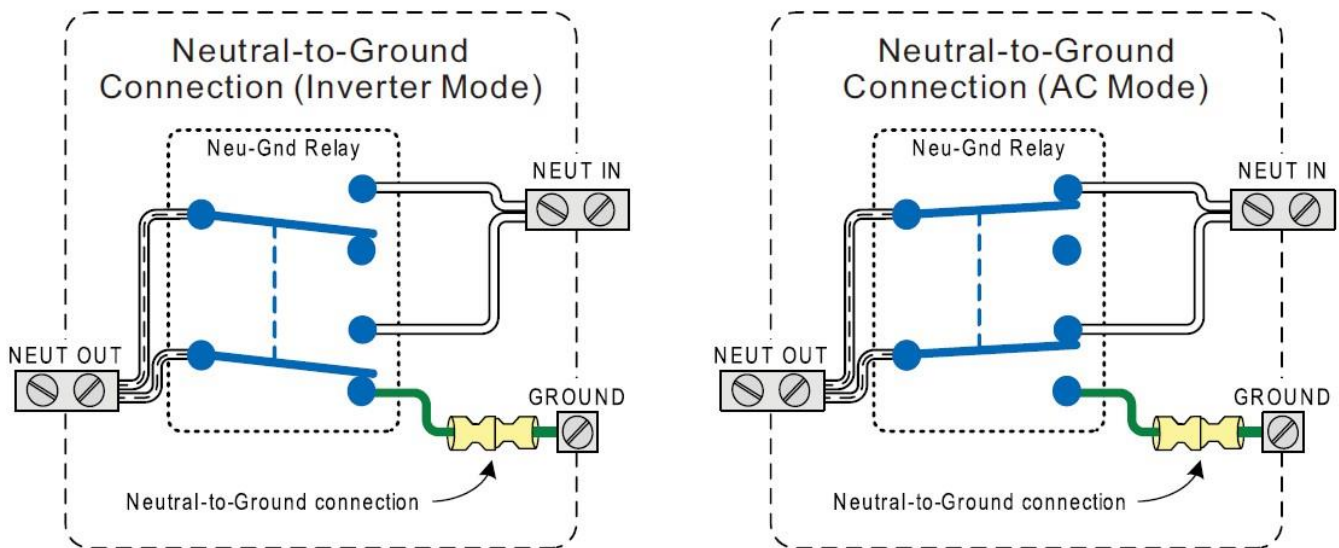 Neutral-to-Ground
Connection (Inverter Mode)
Neu-Gnd Relay
NEUT IN
NEUT OUT
GROUND
Neutral-to-Ground connection
Neutral-to-Ground
Connection (AC Mode)
Neu-Gnd Relay
NEUT IN
NEUT OUT
GROUND
Neutral-to-Ground connection